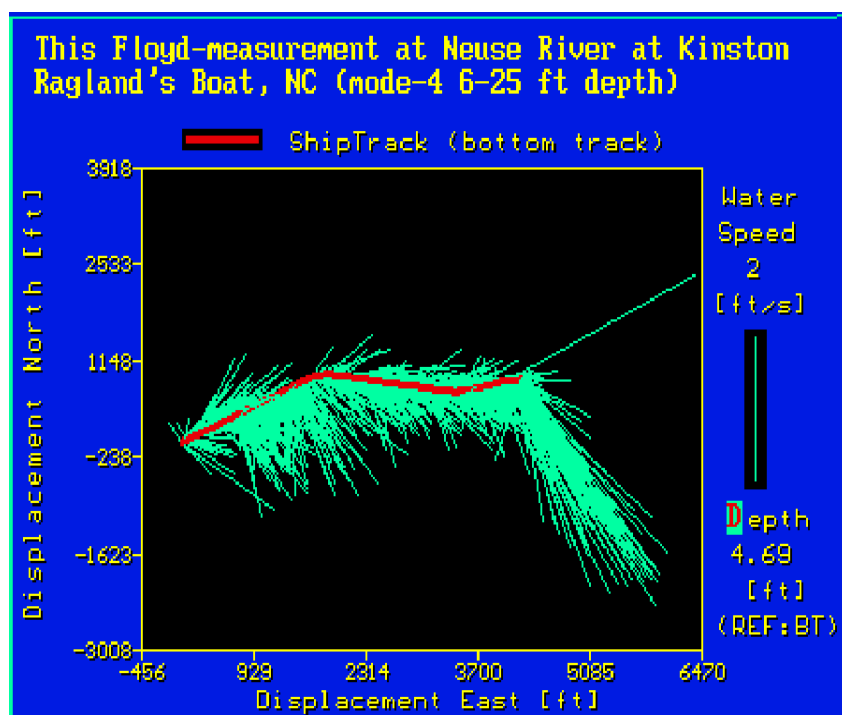 This Floyd-measurement at Neuse River at Kinston
Ragland's Boat, NC (mode-4 6-25 ft depth)
ShipTrack (bottom track)
Displacement North [ft]
3918
2533
1148
-238
-1623
-3008
-456 929 2314 3700 5085 6470
Displacement East [ft]
Water
Speed
2
[ft/s]
Depth
4.69
[ft]
(REF:BT)